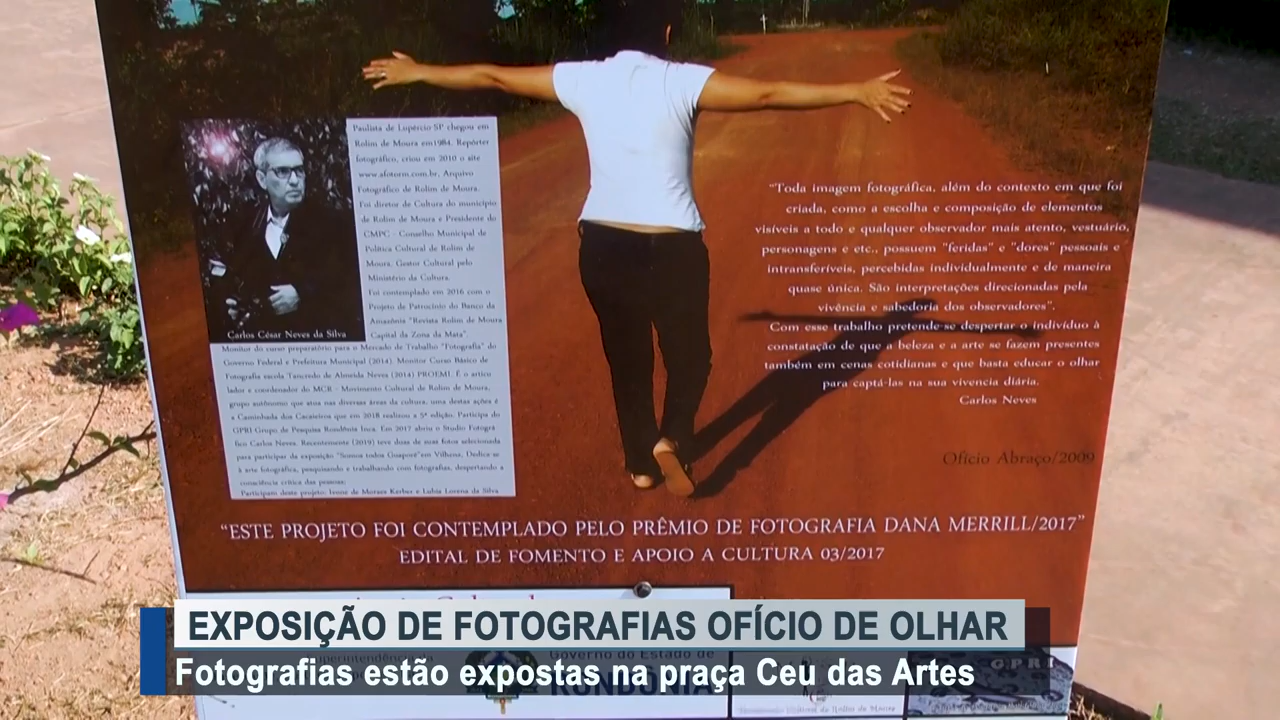 Paulista de Lupércio SP chegou em
Rolim de Moura em1984. Repórter
fotográfico, criou em 2010 o site
www.afotorm.com.br, Arquivo
Fotográfico de Rolim de Moura.
Foi diretor de Cultura do município
de Rolim de Moura e Presidente do
CMPC - Conselho Municipal de
Política Cultural de Rolim de
Moura, Gestor Cultural pelo
Ministério da Cultura.
Foi contemplado em 2016 com o
Projeto de Patrocínio do Banco da
Amazônia "Revista Rolim de Moura
Capital da Zona da Mata".
Carlos César Neves da Silva
Monitor do curso preparatório para o Mercado de Trabalho "Fotografia" do
Governo Federal e Prefeitura Municipal (2014). Monitor Curso Básico de
Fotografia escola Tancredo de Almeida Neves (2014) PROEMI. É o articu
lador e coordenador do MCR - Movimento Cultural de Rolim de Moura,
grupo autônomo que atua nas diversas áreas da cultura, uma destas ações é
a Caminhada dos Cacaieiros que em 2018 realizou a 5ª edição. Participa do
GPRI Grupo de Pesquisa Rondônia Inca. Em 2017 abriu o Studio Fotográ
fico Carlos Neves. Recentemente (2019) teve duas de suas fotos selecionada
para participar da exposição "Somos todos Guaporé"em Vilhena, Dedica-se
à arte fotográfica, pesquisando e trabalhando com fotografias, despertando a
consciência crítica das pessoas;
Participam deste projeto: Ivone de Moraes Kerber e Lubia Lorena da Silva
"Toda imagem fotográfica, além do contexto em que foi
criada, como a escolha e composição de elementos
visíveis a todo e qualquer observador mais atento, vestuário,
personagens e etc., possuem "feridas" e "dores" pessoais e
intransferíveis, percebidas individualmente e de maneira
quase única. São interpretações direcionadas pela
vivência e sabedoria dos observadores".
Com esse trabalho pretende-se despertar o indivíduo à
constatação de que a beleza e a arte se fazem presentes
também em cenas cotidianas e que basta educar o olhar
para captá-las na sua vivencia diária.
Carlos Neves
Ofício Abraço/2009
"ESTE PROJETO FOI CONTEMPLADO PELO PRÊMIO DE FOTOGRAFIA DANA MERRILL/2017"
EDITAL DE FOMENTO E APOIO A CULTURA 03/2017
EXPOSIÇÃO DE FOTOGRAFIAS OFÍCIO DE OLHAR
Fotografias estão expostas na praça Ceu das Artes
Governo do Estado de
RONDÔNIA
GPRI